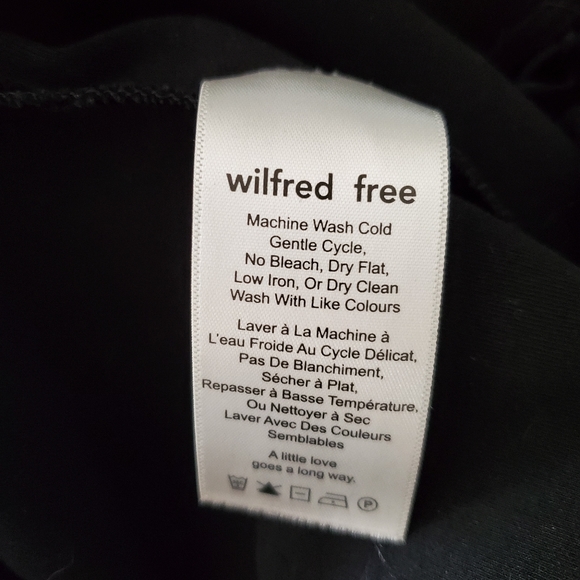 wilfred free
Machine Wash Cold
Gentle Cycle,
No Bleach, Dry Flat,
Low Iron, Or Dry Clean
Wash With Like Colours
Laver à La Machine à
L'eau Froide Au Cycle Délicat,
Pas De Blanchiment,
Sécher à Plat,
Repasser à Basse Température,
Ou Nettoyer à Sec
Laver Avec Des Couleurs
Semblables
A little love
goes a long way.
P